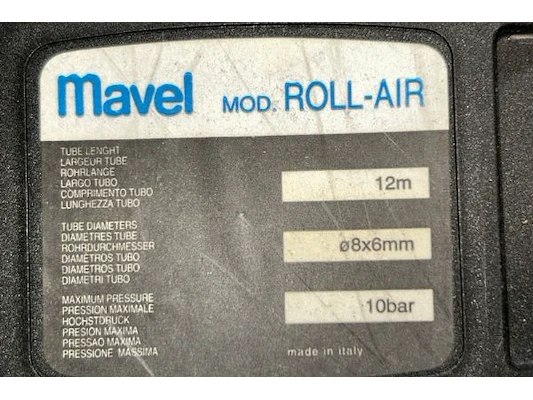 mavel MOD. ROLL-AIR
TUBE LENGHT
LARGEUR TUBE
ROHRLANGE
LARGO TUBO
COMPRIMENTO TUBO
LUNGHEZZA TUBO
12m
TUBE DIAMETERS
DIAMETRES TUBE
ROHRDURCHMESSER
DIAMÈTROS TUBO
DIAMETROS TUBO
DIAMETRI TUBO
ø8x6mm
MAXIMUM PRESSURE
PRESSION MAXIMALE
HOCHSTDRUCK
PRESIÓN MAXIMA
PRESSAO MAXIMA
PRESSIONE MASSIMA
10bar
made in italy